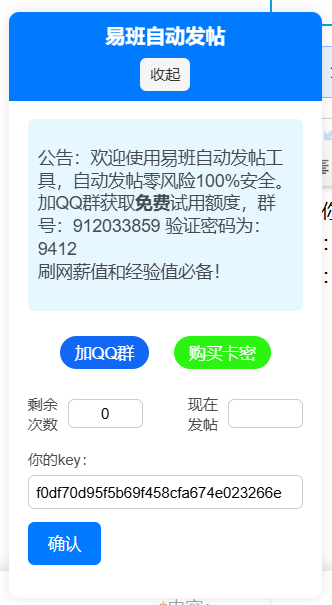 易班自动发帖
收起
公告：欢迎使用易班自动发帖工
具，自动发帖零风险100%安全。
加QQ群获取免费试用额度，群
号：912033859 验证密码为：
9412
刷网薪值和经验值必备！
加QQ群
购买卡密
剩余
次数
0
现在
发帖
你的key：
f0df70d95f5b69f458cfa674e023266e
确认